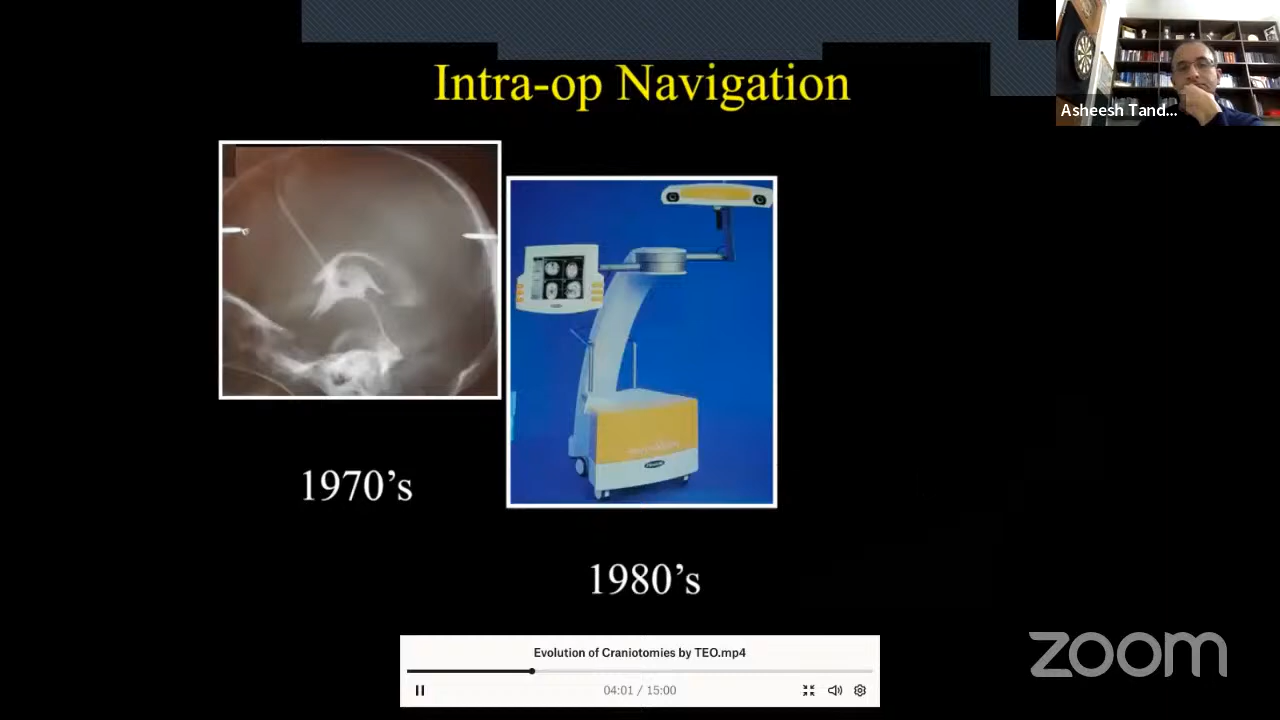 Intra-op Navigation
Asheesh Tand...
1970's
1980's
Evolution of Craniotomies by TEO.mp4
04:01 / 15:00
zoom